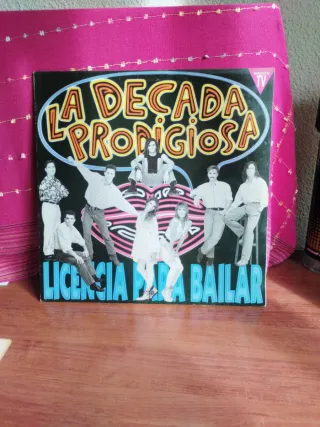 TV
LA DECADA
PRODIGIOSA
LICENCIA PARA BAILAR